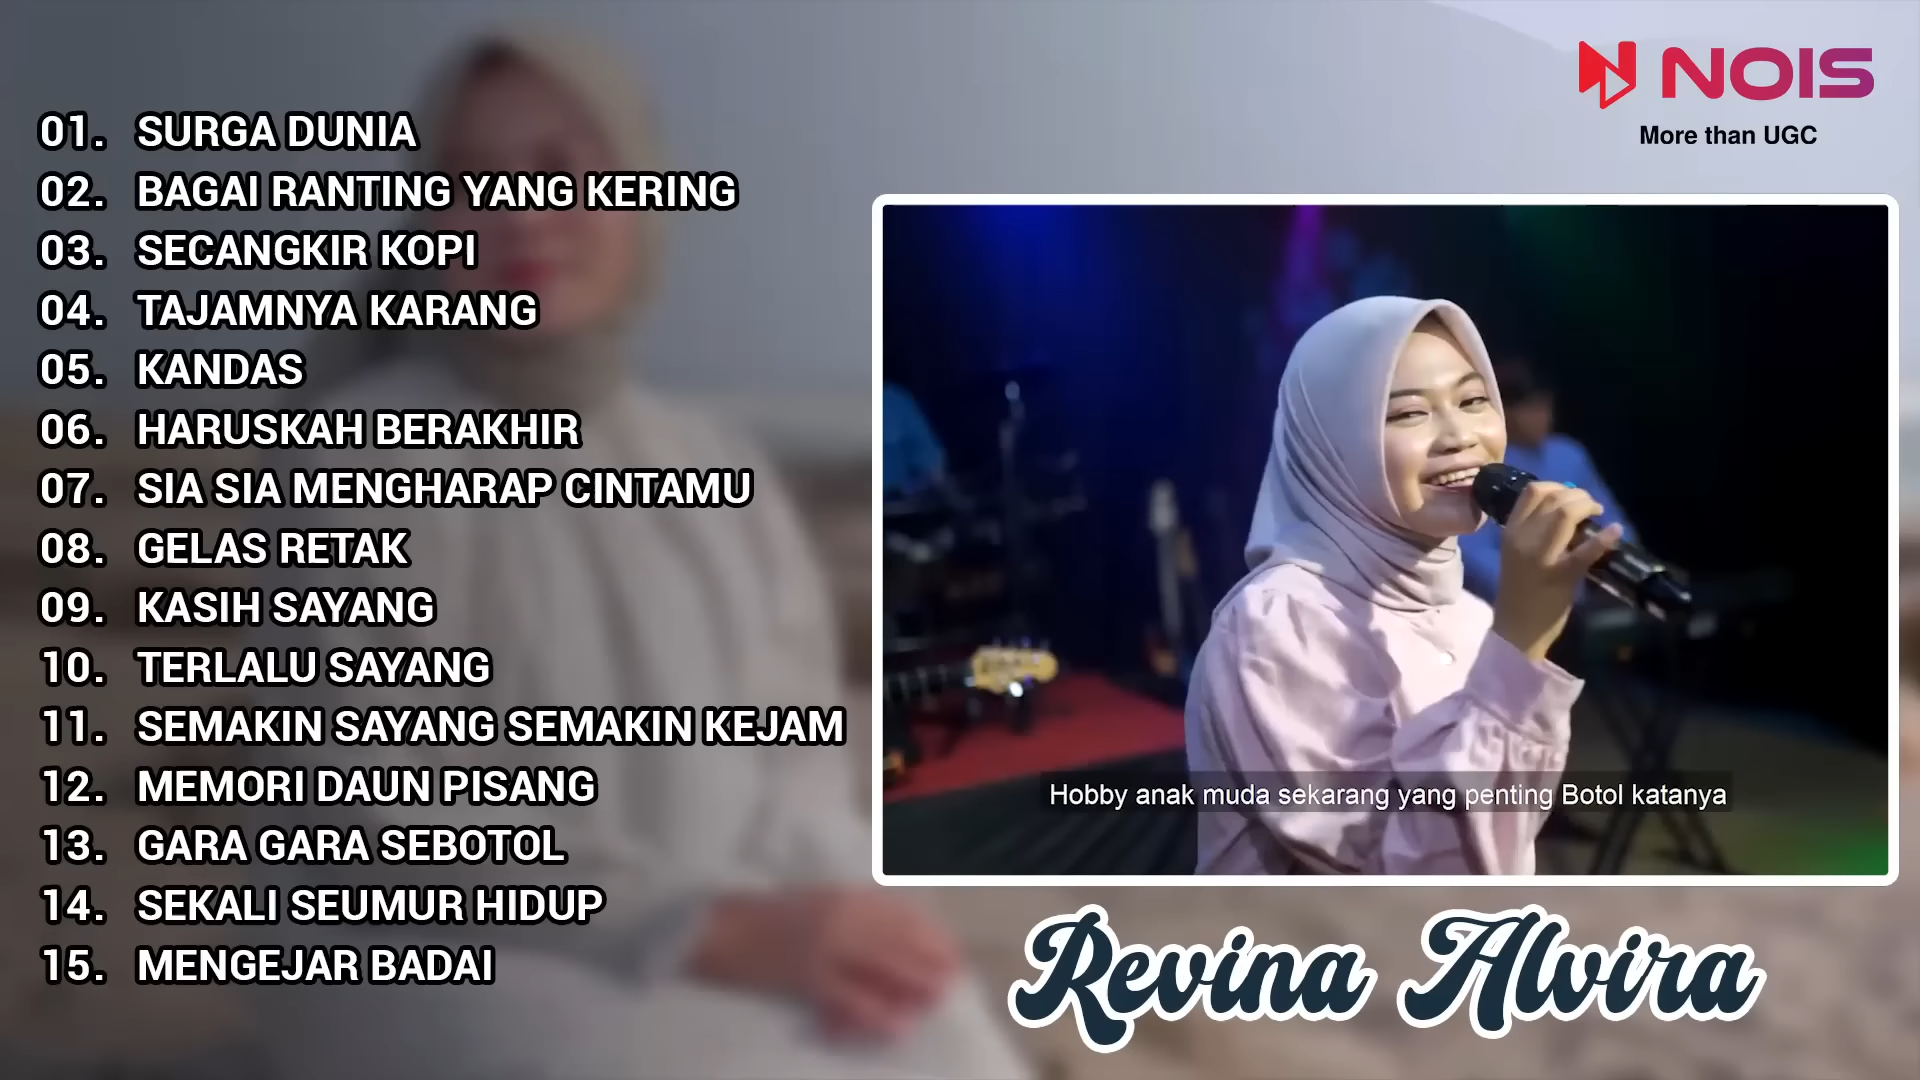 01. SURGA DUNIA
02. BAGAI RANTING YANG KERING
03. SECANGKIR KOPI
04. TAJAMNYA KARANG
05. KANDAS
06. HARUSKAH BERAKHIR
07. SIA SIA MENGHARAP CINTAMU
08. GELAS RETAK
09. KASIH SAYANG
10. TERLALU SAYANG
11. SEMAKIN SAYANG SEMAKIN KEJAM
12. MEMORI DAUN PISANG
13. GARA GARA SEBOTOL
14. SEKALI SEUMUR HIDUP
15. MENGEJAR BADAI
NOIS
More than UGC
Hobby anak muda sekarang yang penting Botol katanya
Revina Alvira